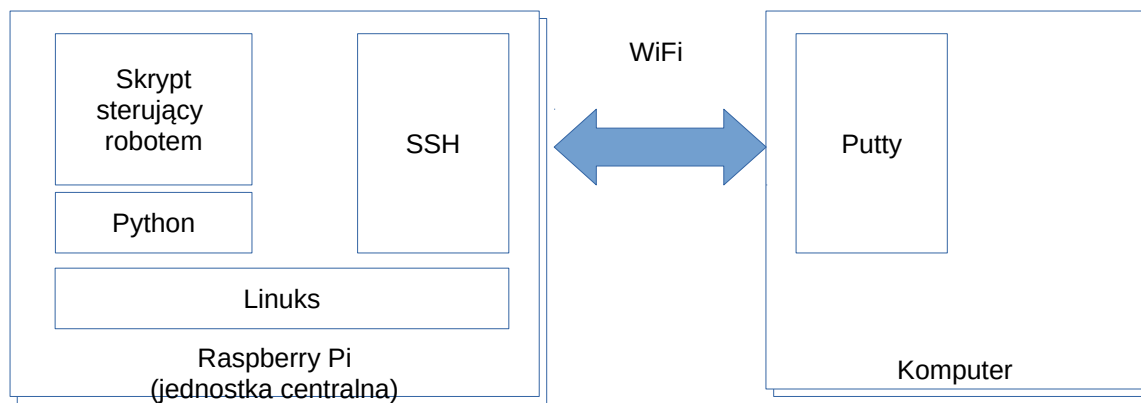 Skrypt
sterujący
robotem
Python
SSH
Linuks
Raspberry Pi
(jednostka centralna)
WiFi
Putty
Komputer